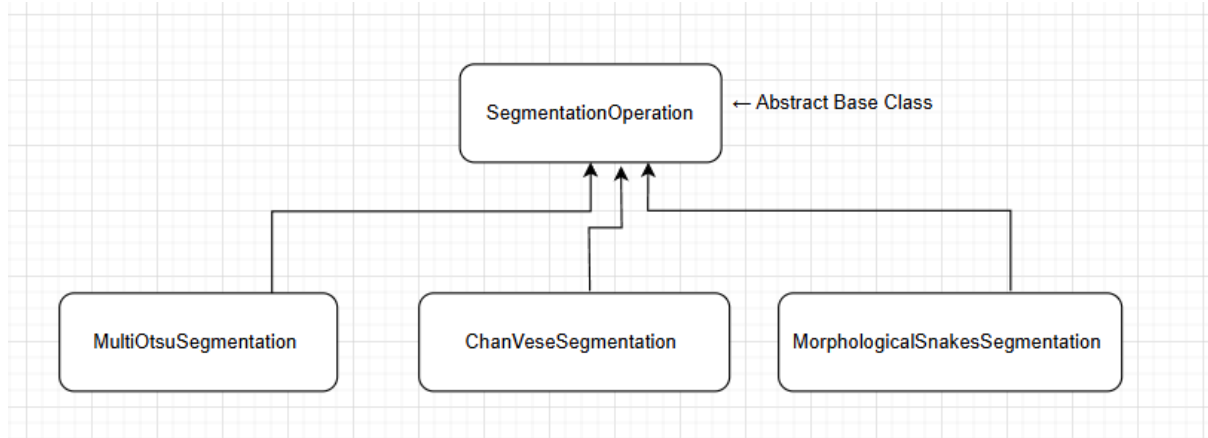 SegmentationOperation
← Abstract Base Class
MultiOtsuSegmentation
ChanVeseSegmentation
MorphologicalSnakesSegmentation